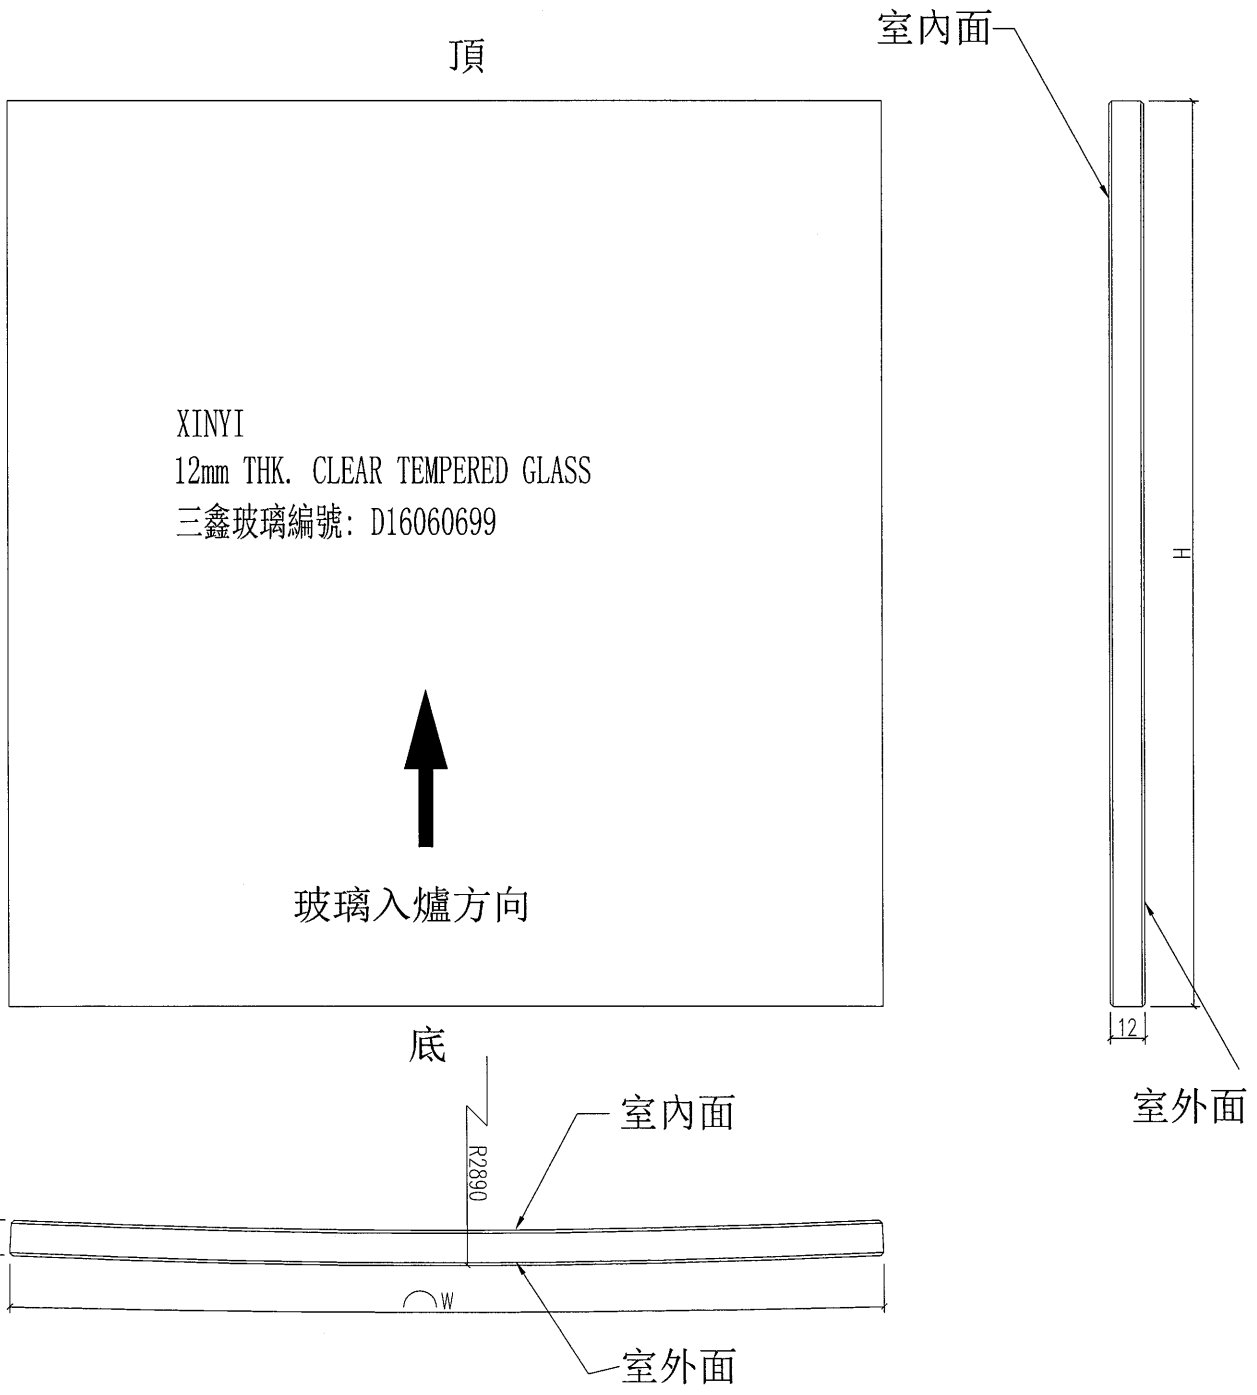 頂
室內面
XINYI
12mm THK. CLEAR TEMPERED GLASS
三鑫玻璃編號: D16060699
H
玻璃入爐方向
底
12
室外面
室內面
R2890
W
室外面